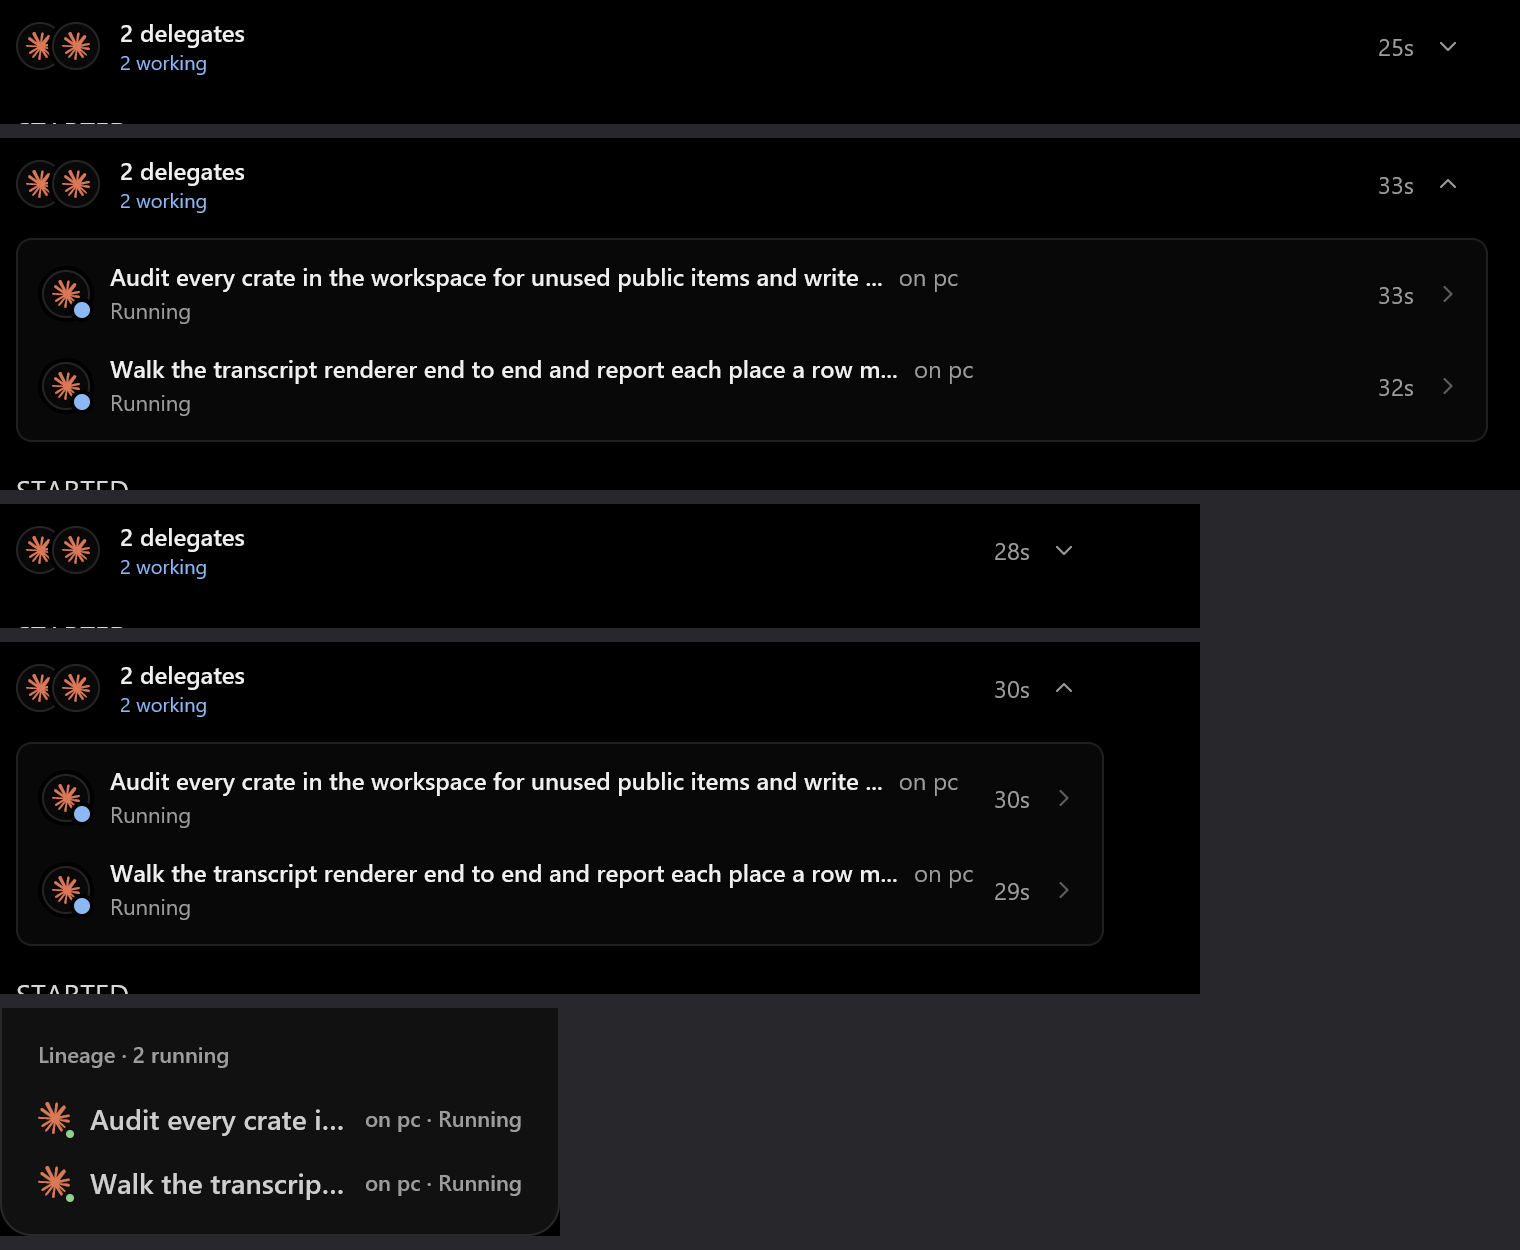 2 delegates
2 working
25s
STARTED
2 delegates
2 working
33s
Audit every crate in the workspace for unused public items and write ... on pc
Running
33s
Walk the transcript renderer end to end and report each place a row m... on pc
Running
32s
STARTED
2 delegates
2 working
28s
STARTED
2 delegates
2 working
30s
Audit every crate in the workspace for unused public items and write ... on pc
Running
30s
Walk the transcript renderer end to end and report each place a row m... on pc
Running
29s
STARTED
Lineage · 2 running
Audit every crate i... on pc · Running
Walk the transcrip... on pc · Running